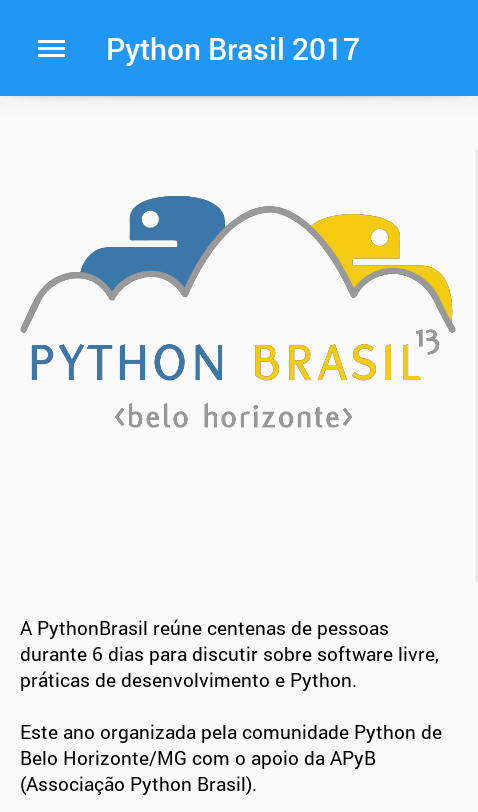 Python Brasil 2017
PYTHON BRASIL 13
<belo horizonte>
A PythonBrasil reúne centenas de pessoas
durante 6 dias para discutir sobre software livre,
práticas de desenvolvimento e Python.
Este ano organizada pela comunidade Python de
Belo Horizonte/MG com o apoio da APyB
(Associação Python Brasil).